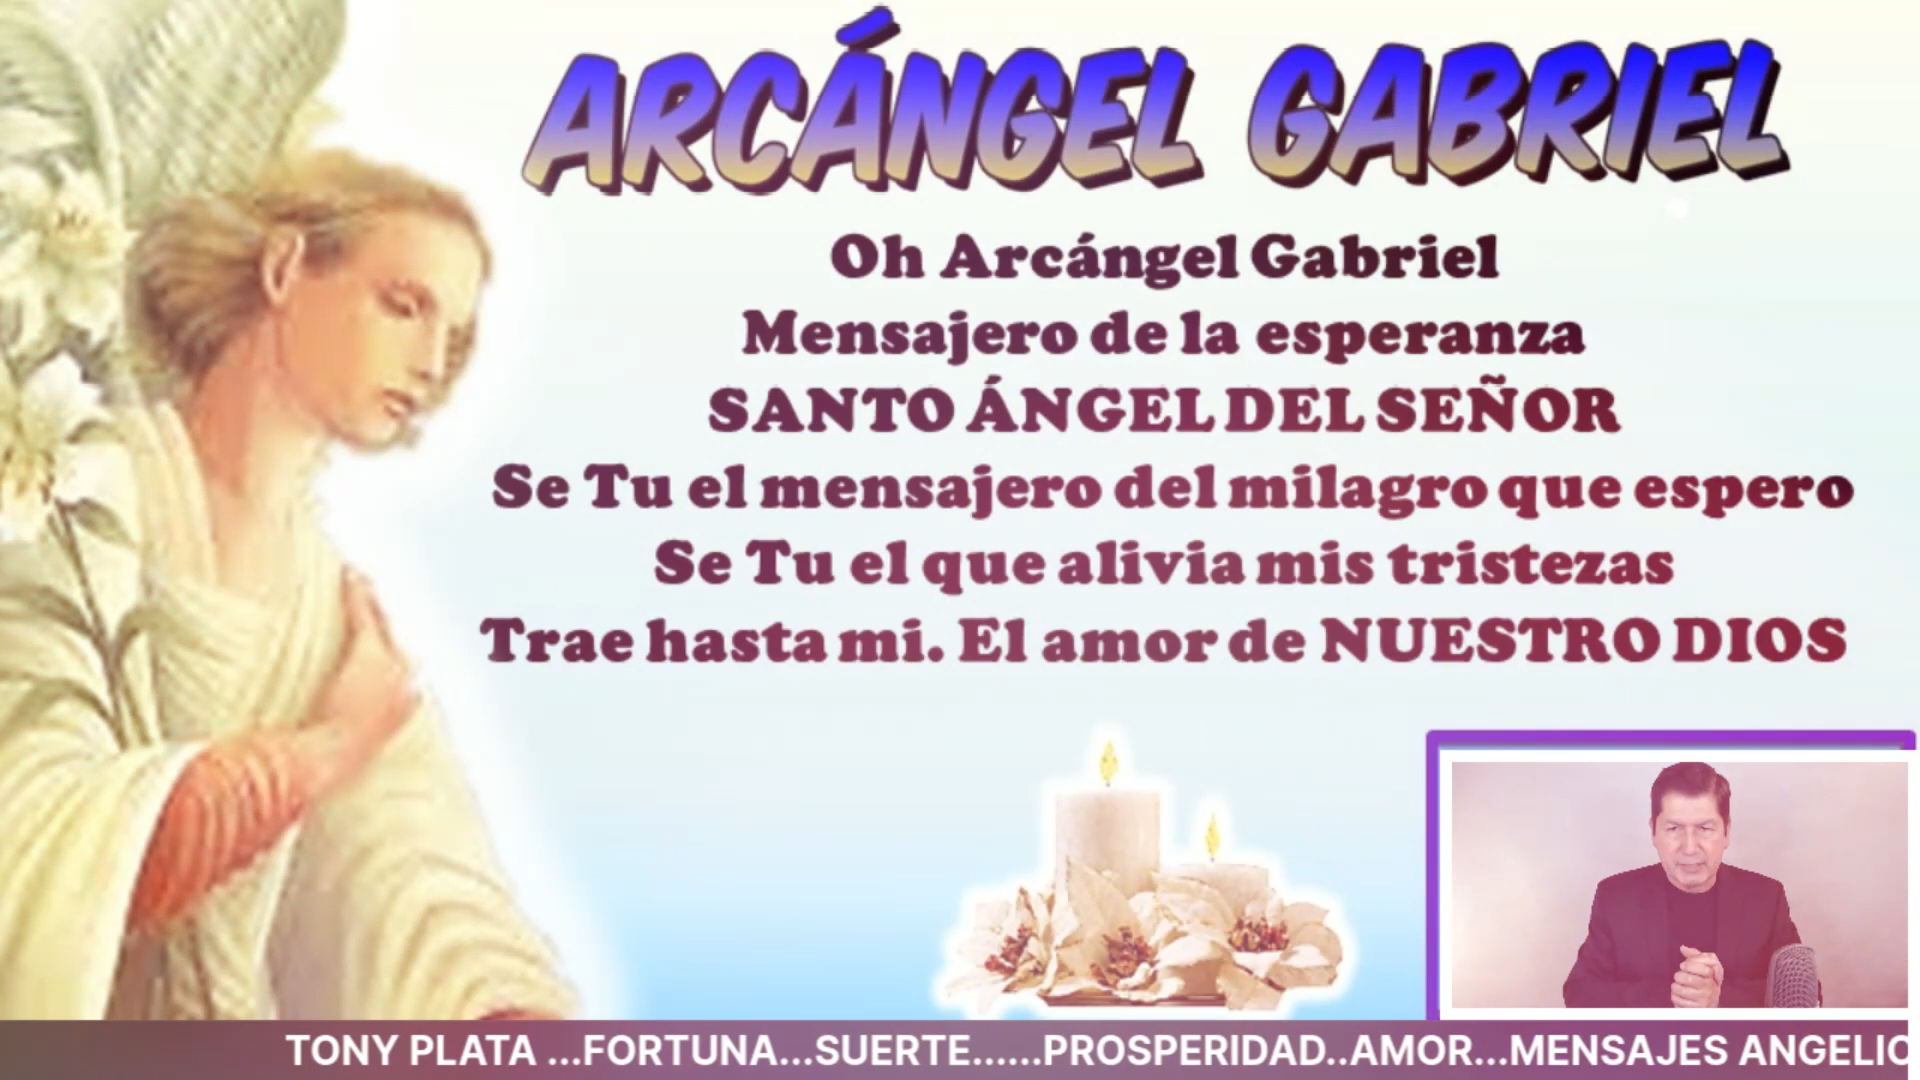 ARCÁNGEL GABRIEL
Oh Arcángel Gabriel
Mensajero de la esperanza
SANTO ÁNGEL DEL SEÑOR
Se Tu el mensajero del milagro que espero
Se Tu el que alivia mis tristezas
Trae hasta mi. El amor de NUESTRO DIOS
TONY PLATA ...FORTUNA...SUERTE......PROSPERIDAD..AMOR...MENSAJES ANGELIC